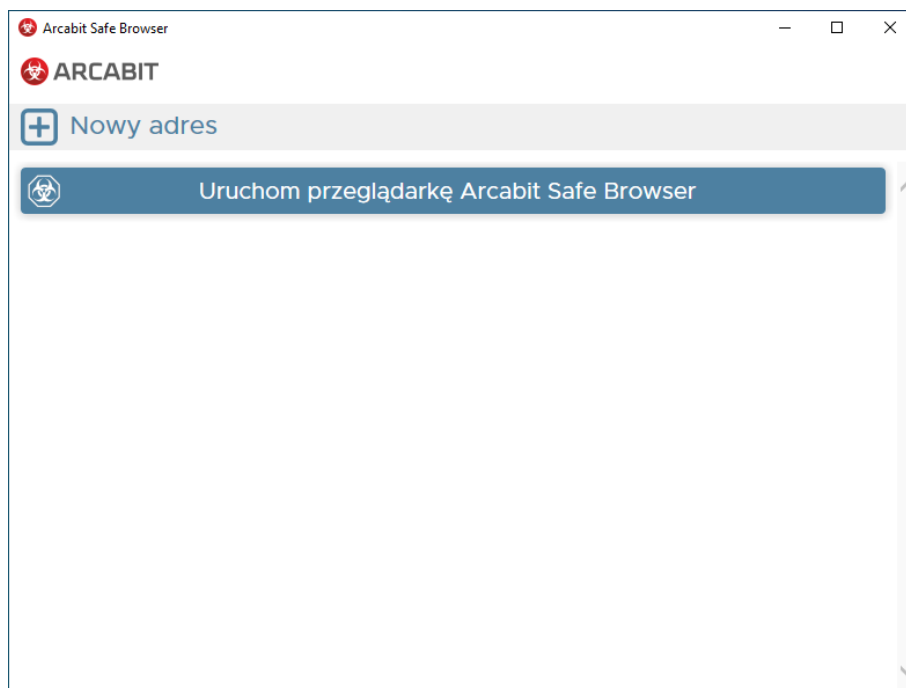 Arcabit Safe Browser
ARCABIT
Nowy adres
Uruchom przeglądarkę Arcabit Safe Browser